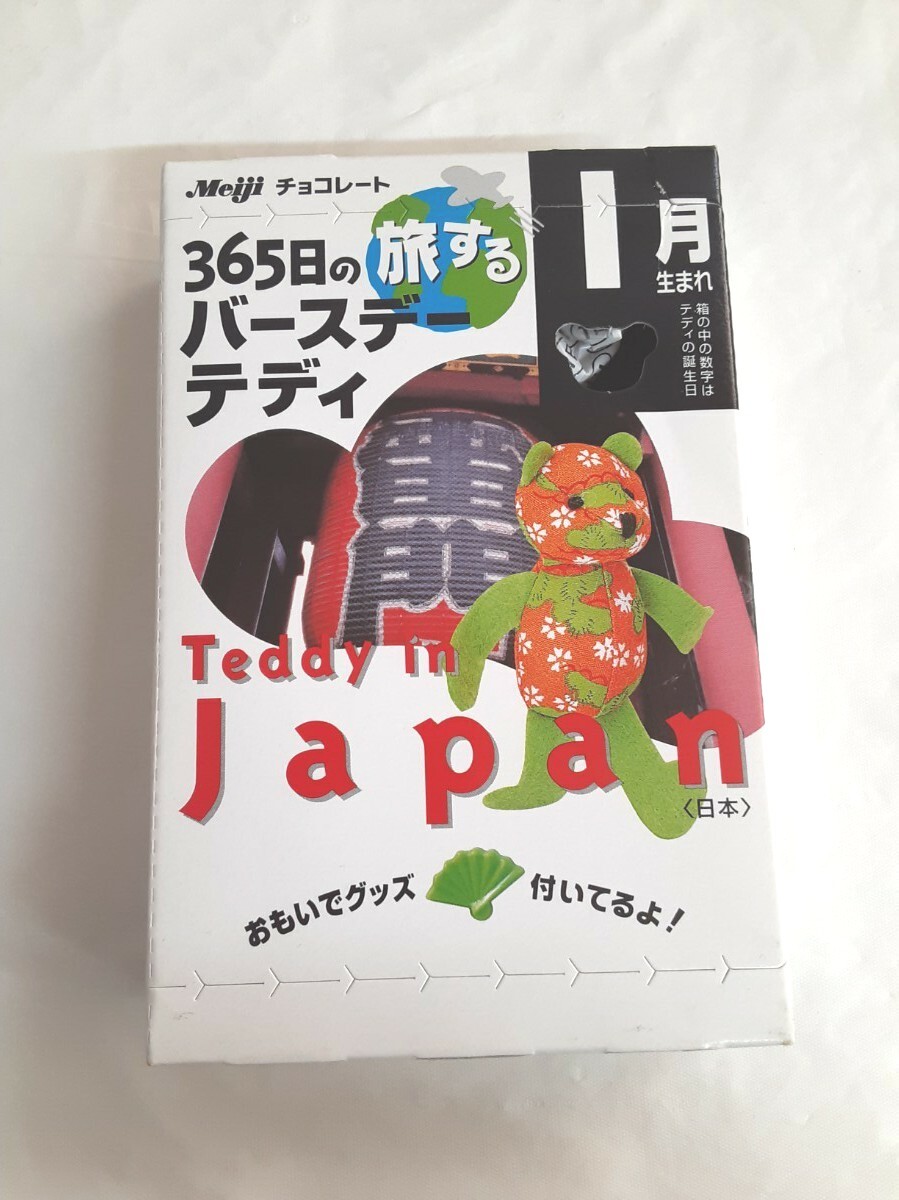 Meiji チョコレート
365日の旅する
バースデー
テディ
1月
生まれ
箱の中の数字は
テディの誕生日
Teddy in
Japan
〈日本〉
おもいでグッズ 付いてるよ！